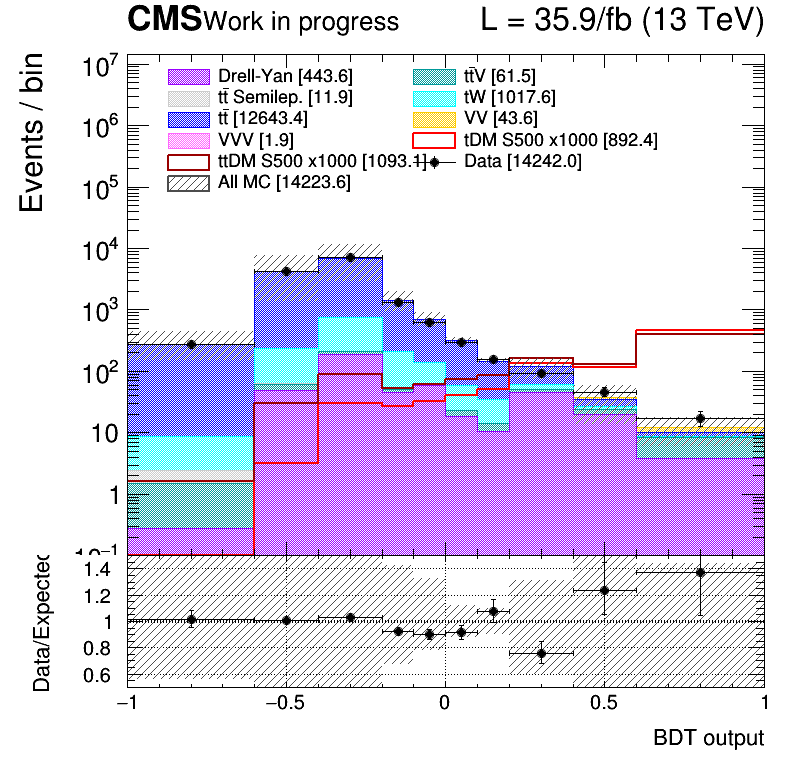 CMS Work in progress L = 35.9/fb (13 TeV)
Events / bin
10⁷
10⁶
10⁵
10⁴
10³
10²
10
1
10⁻¹
Drell-Yan [443.6]
tt̄V [61.5]
tt̄ Semilep. [11.9]
tW [1017.6]
tt̄ [12643.4]
VV [43.6]
VVV [1.9]
tDM S500 x1000 [892.4]
ttDM S500 x1000 [1093.1]
Data [14242.0]
All MC [14223.6]
Data/Expected
1.4
1.2
1
0.8
0.6
−1 −0.5 0 0.5 1
BDT output